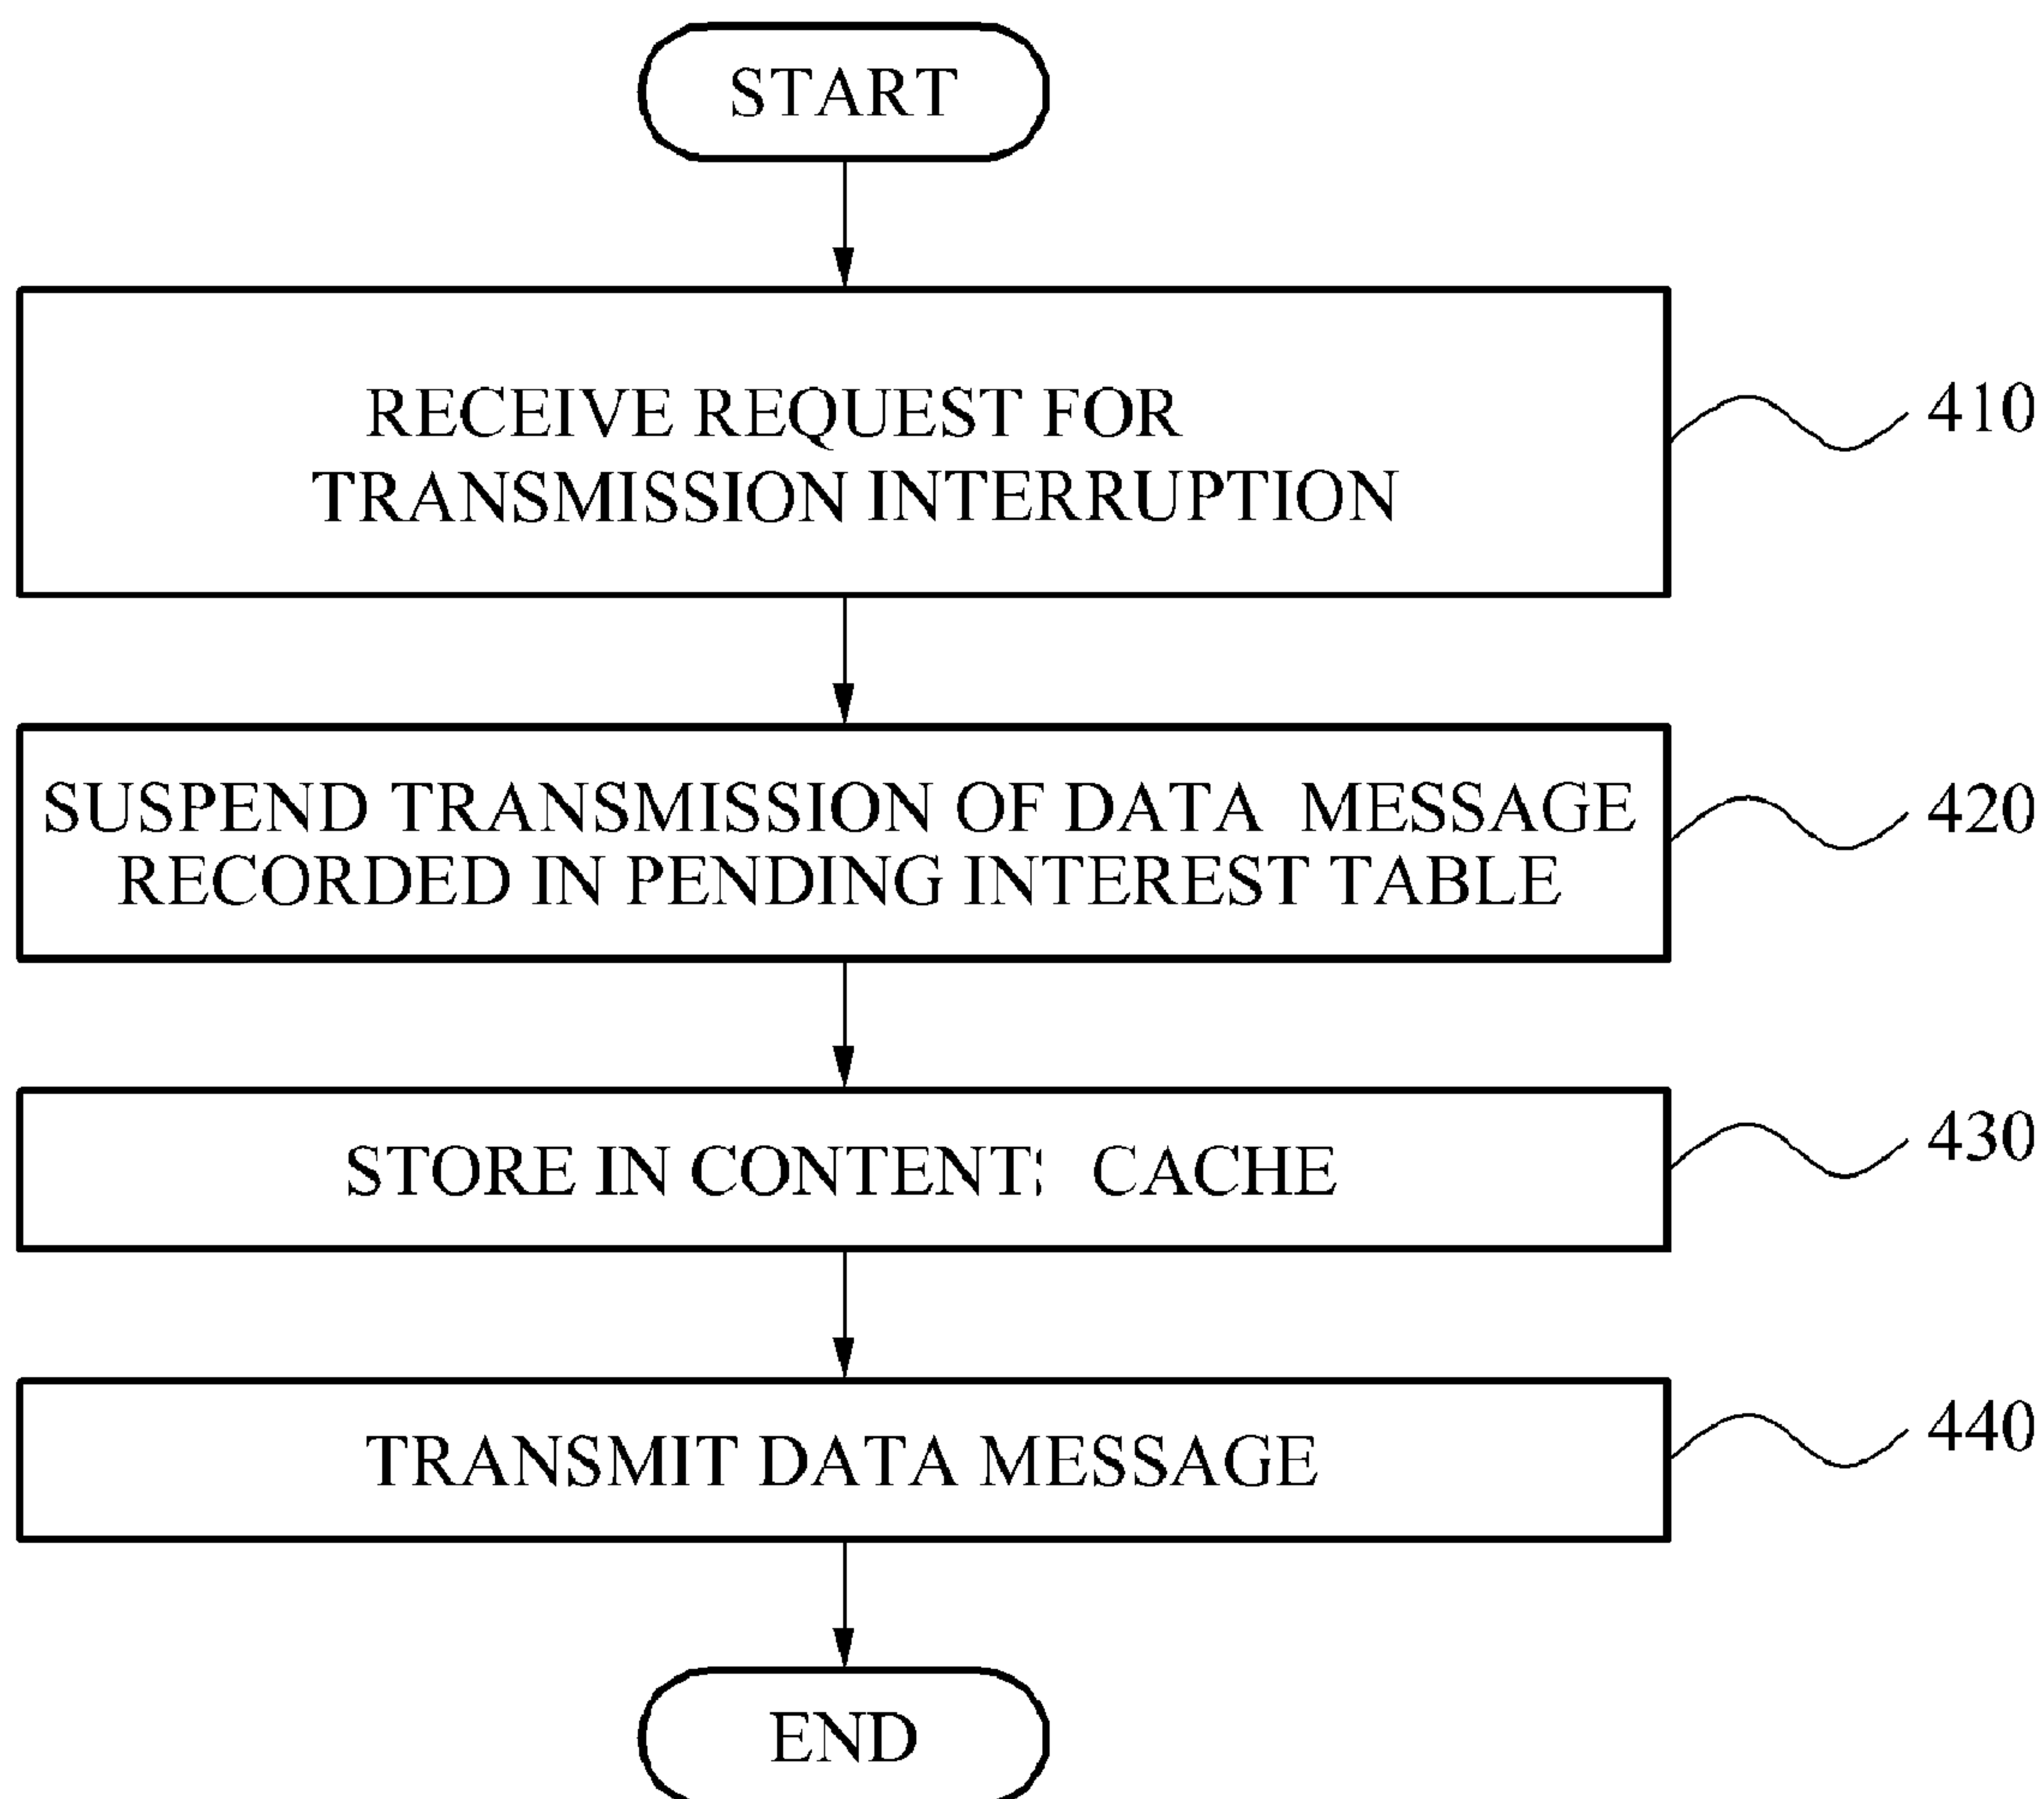 START
RECEIVE REQUEST FOR
TRANSMISSION INTERRUPTION
410
SUSPEND TRANSMISSION OF DATA MESSAGE
RECORDED IN PENDING INTEREST TABLE
420
STORE IN CONTENT; CACHE
430
TRANSMIT DATA MESSAGE
440
END